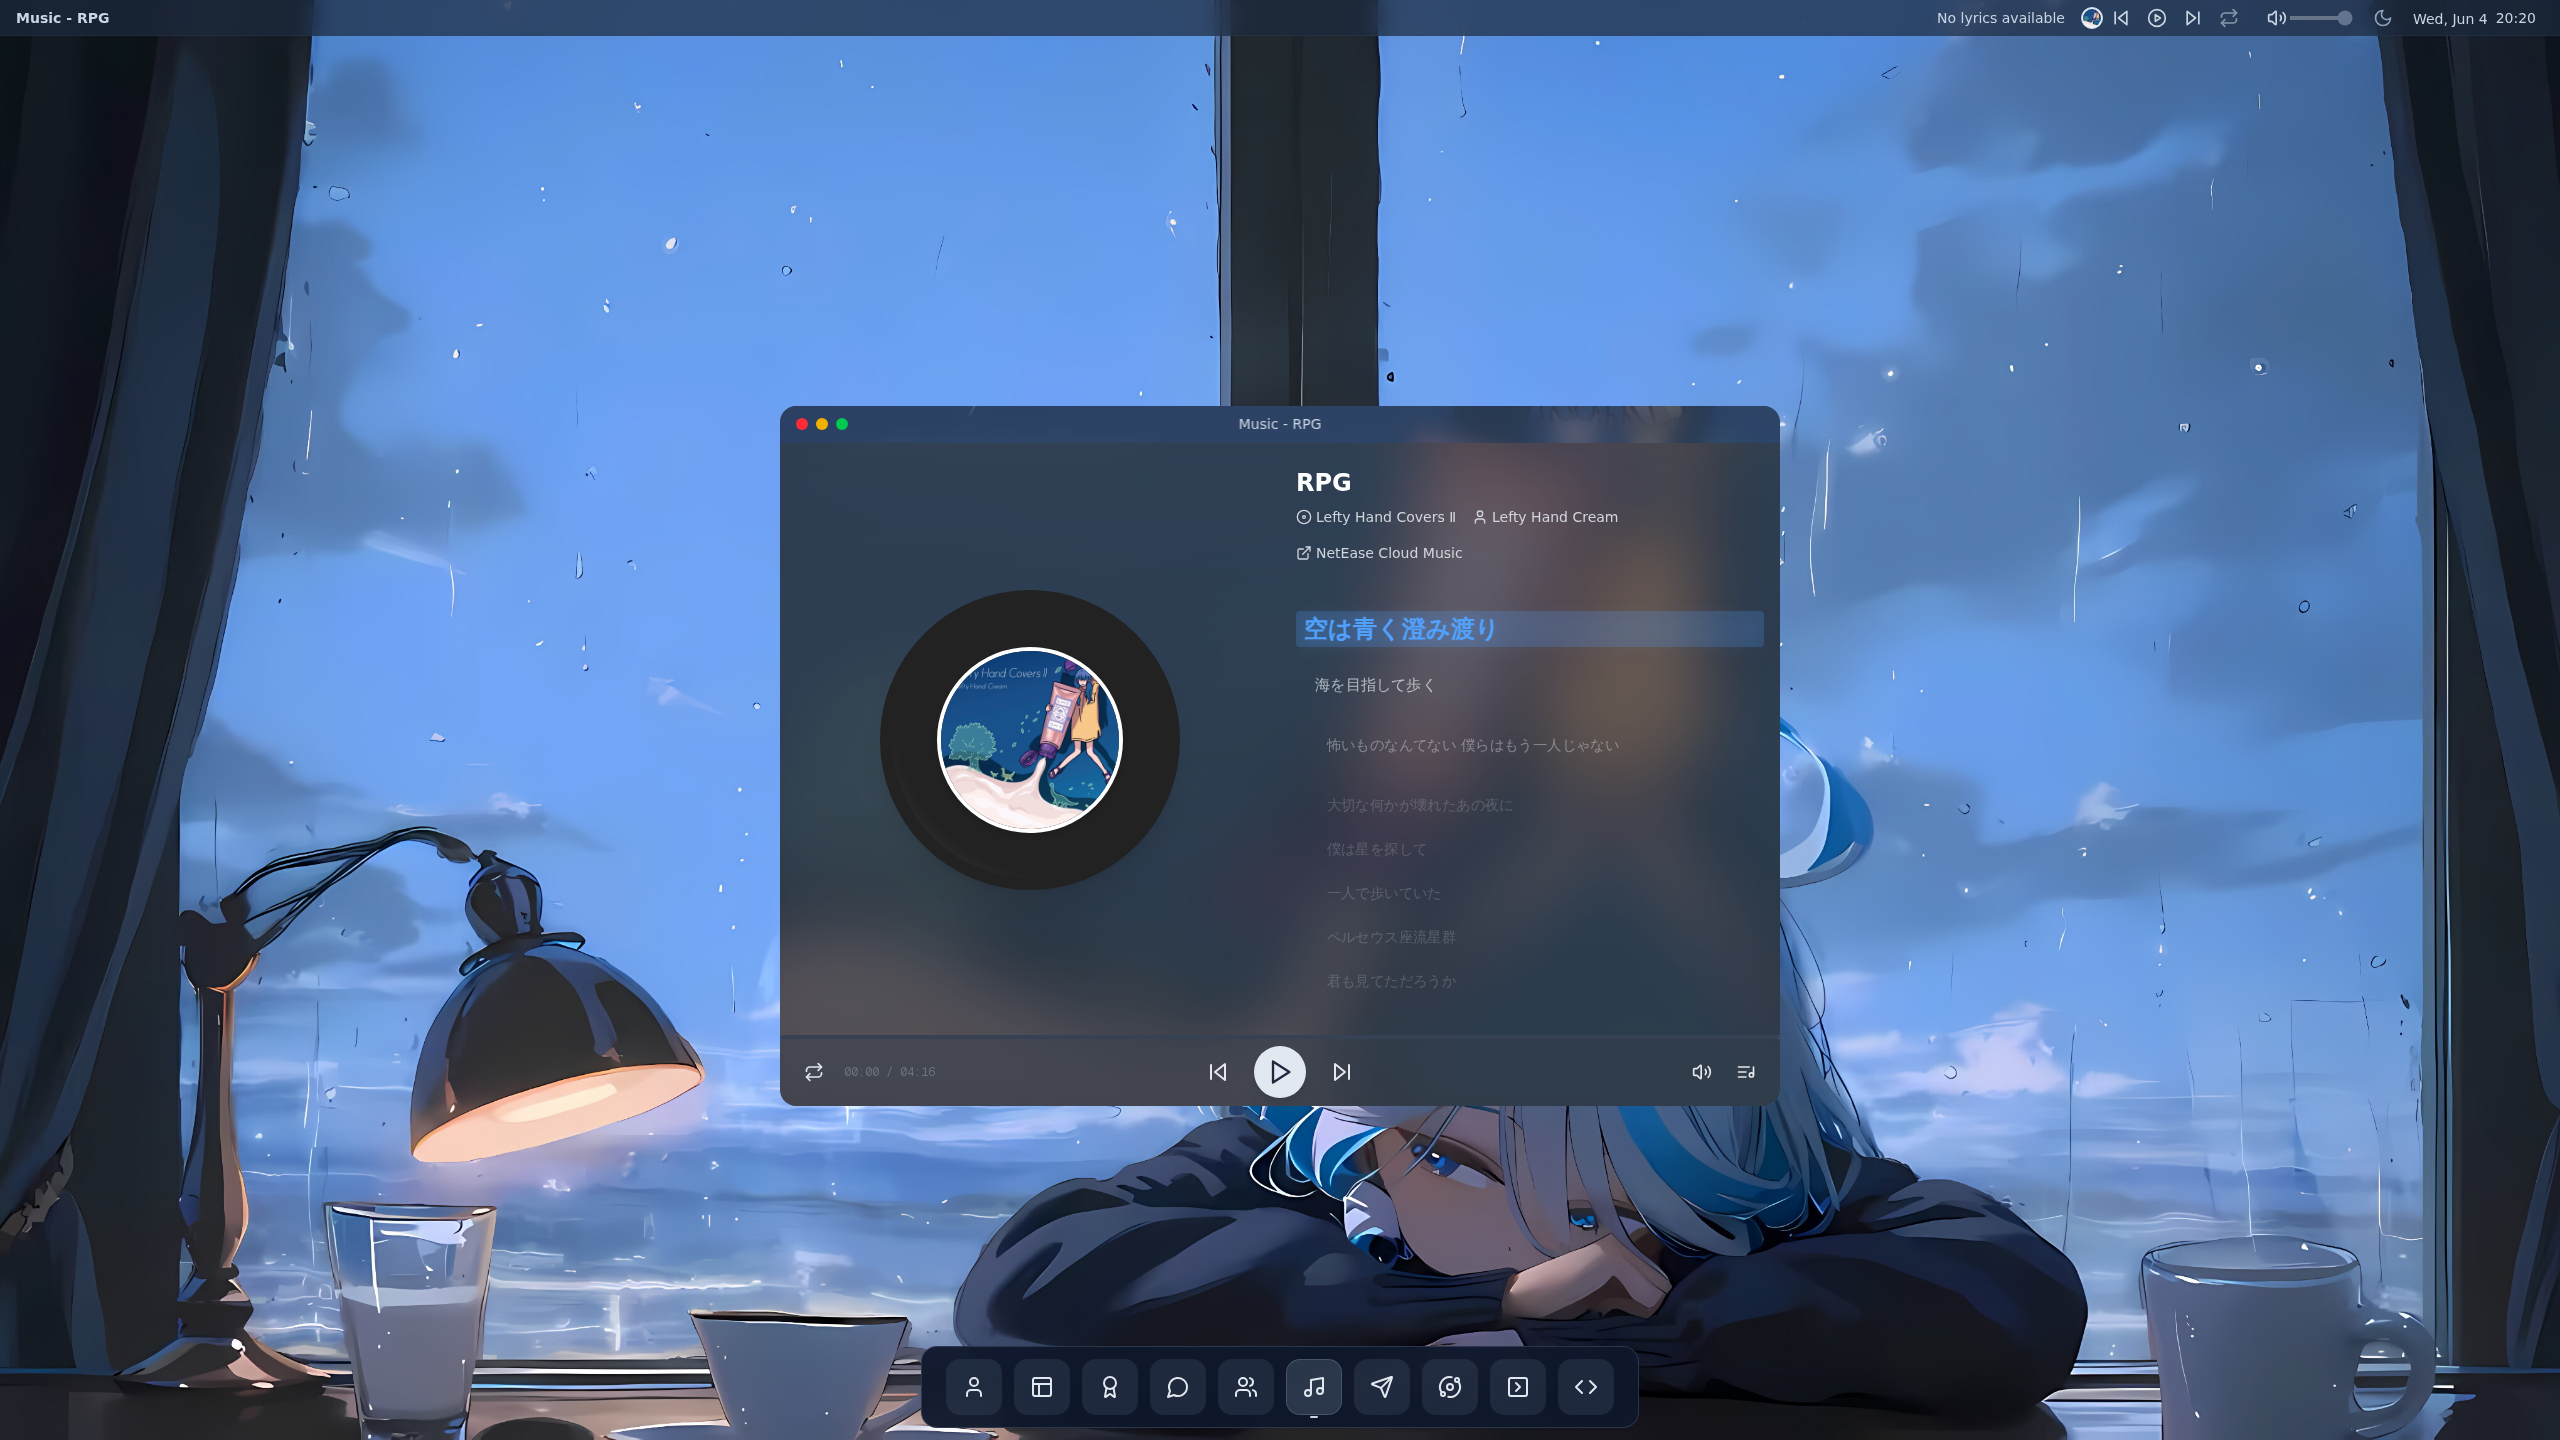 Music - RPG
No lyrics available
Wed, Jun 4 20:20
Music - RPG
RPG
Lefty Hand Covers Ⅱ Lefty Hand Cream
NetEase Cloud Music
空は青く澄み渡り
海を目指して歩く
怖いものなんてない 僕らはもう一人じゃない
大切な何かが壊れたあの夜に
僕は星を探して
一人で歩いていた
ペルセウス座流星群
君も見てただろうか
Hand Covers Ⅱ
Hand Cream
00:00 / 04:16